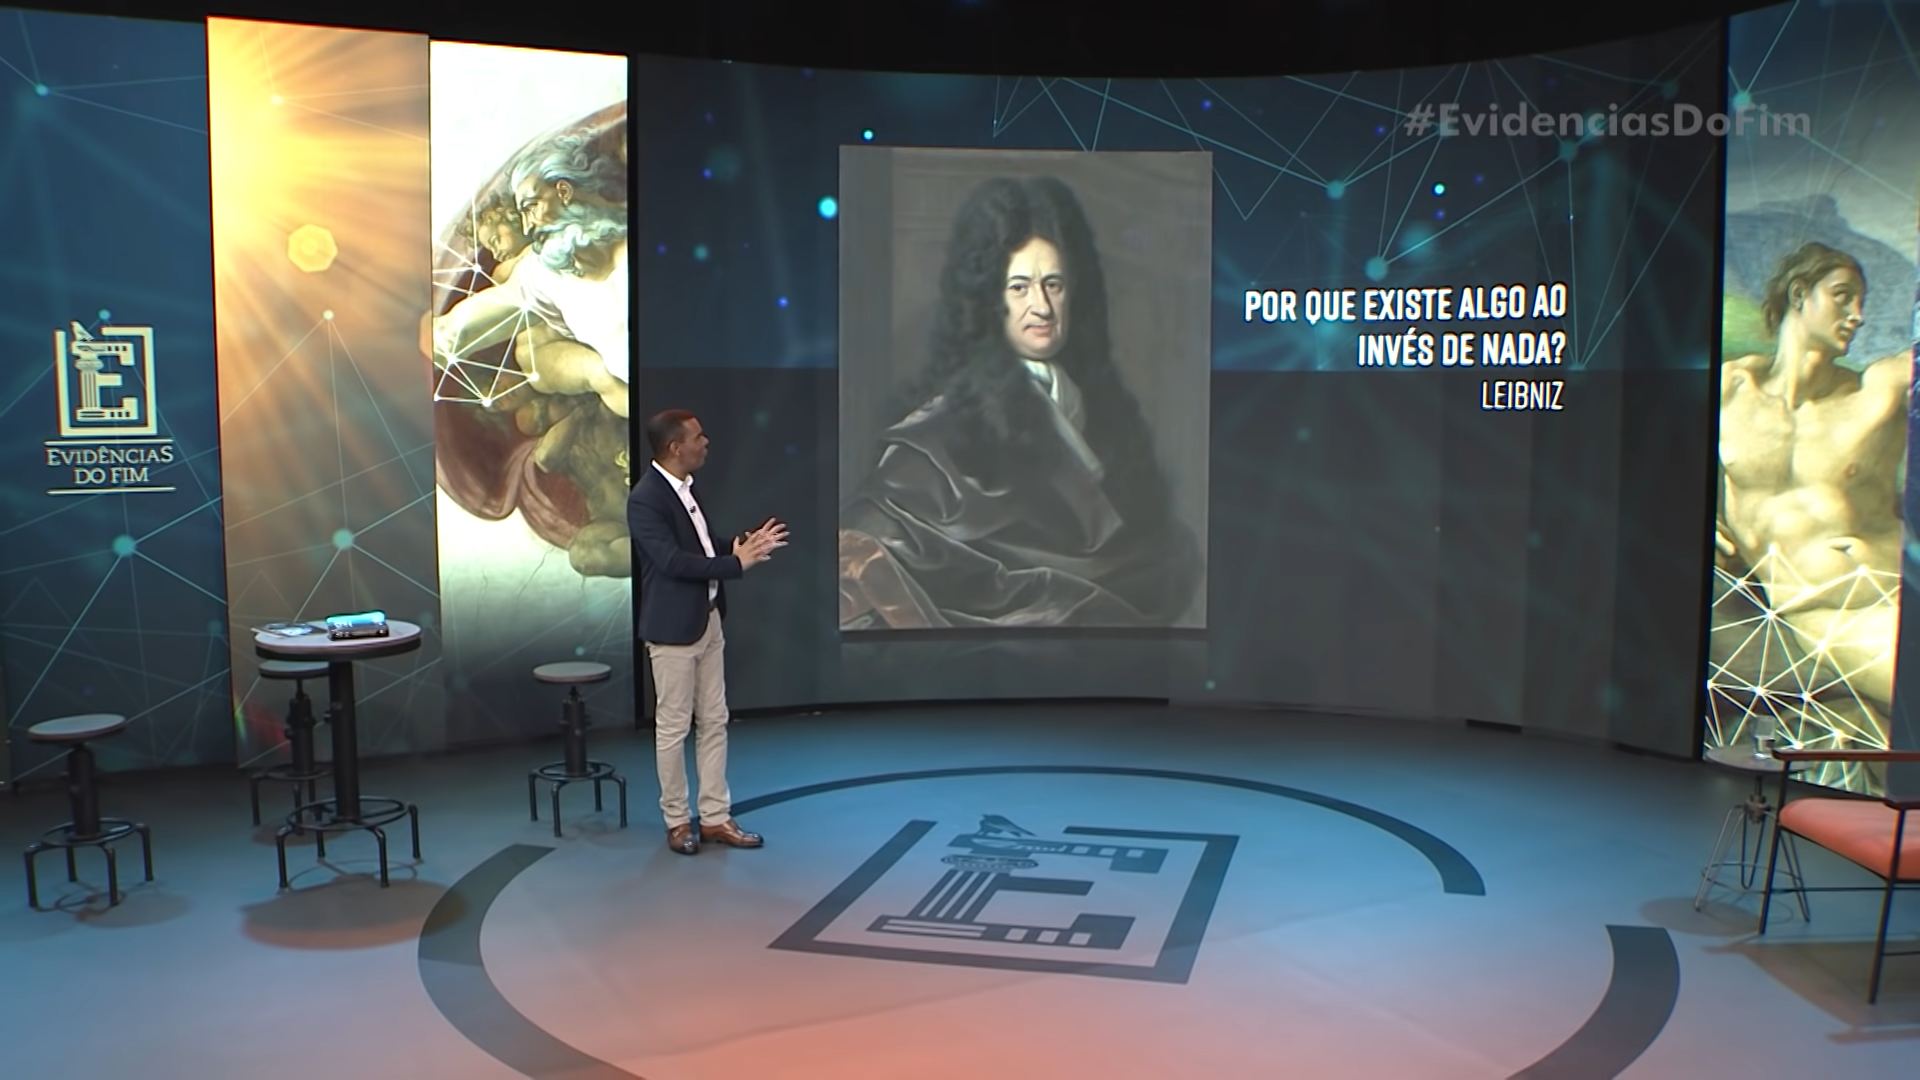 #EvidenciasDoFim
POR QUE EXISTE ALGO AO
INVÉS DE NADA?
LEIBNIZ
EVIDÊNCIAS
DO FIM